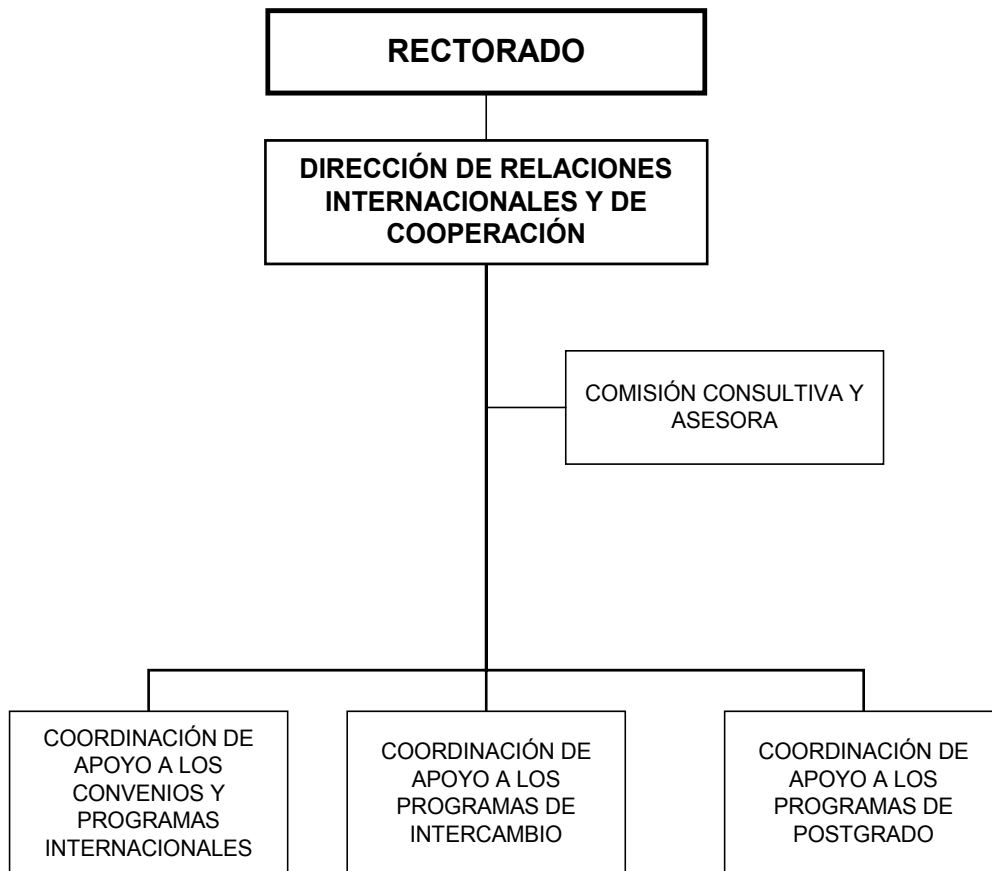 RECTORADO
DIRECCIÓN DE RELACIONES
INTERNACIONALES Y DE
COOPERACIÓN
COMISIÓN CONSULTIVA Y
ASESORA
COORDINACIÓN DE
APOYO A LOS
CONVENIOS Y
PROGRAMAS
INTERNACIONALES
COORDINACIÓN DE
APOYO A LOS
PROGRAMAS DE
INTERCAMBIO
COORDINACIÓN DE
APOYO A LOS
PROGRAMAS DE
POSTGRADO